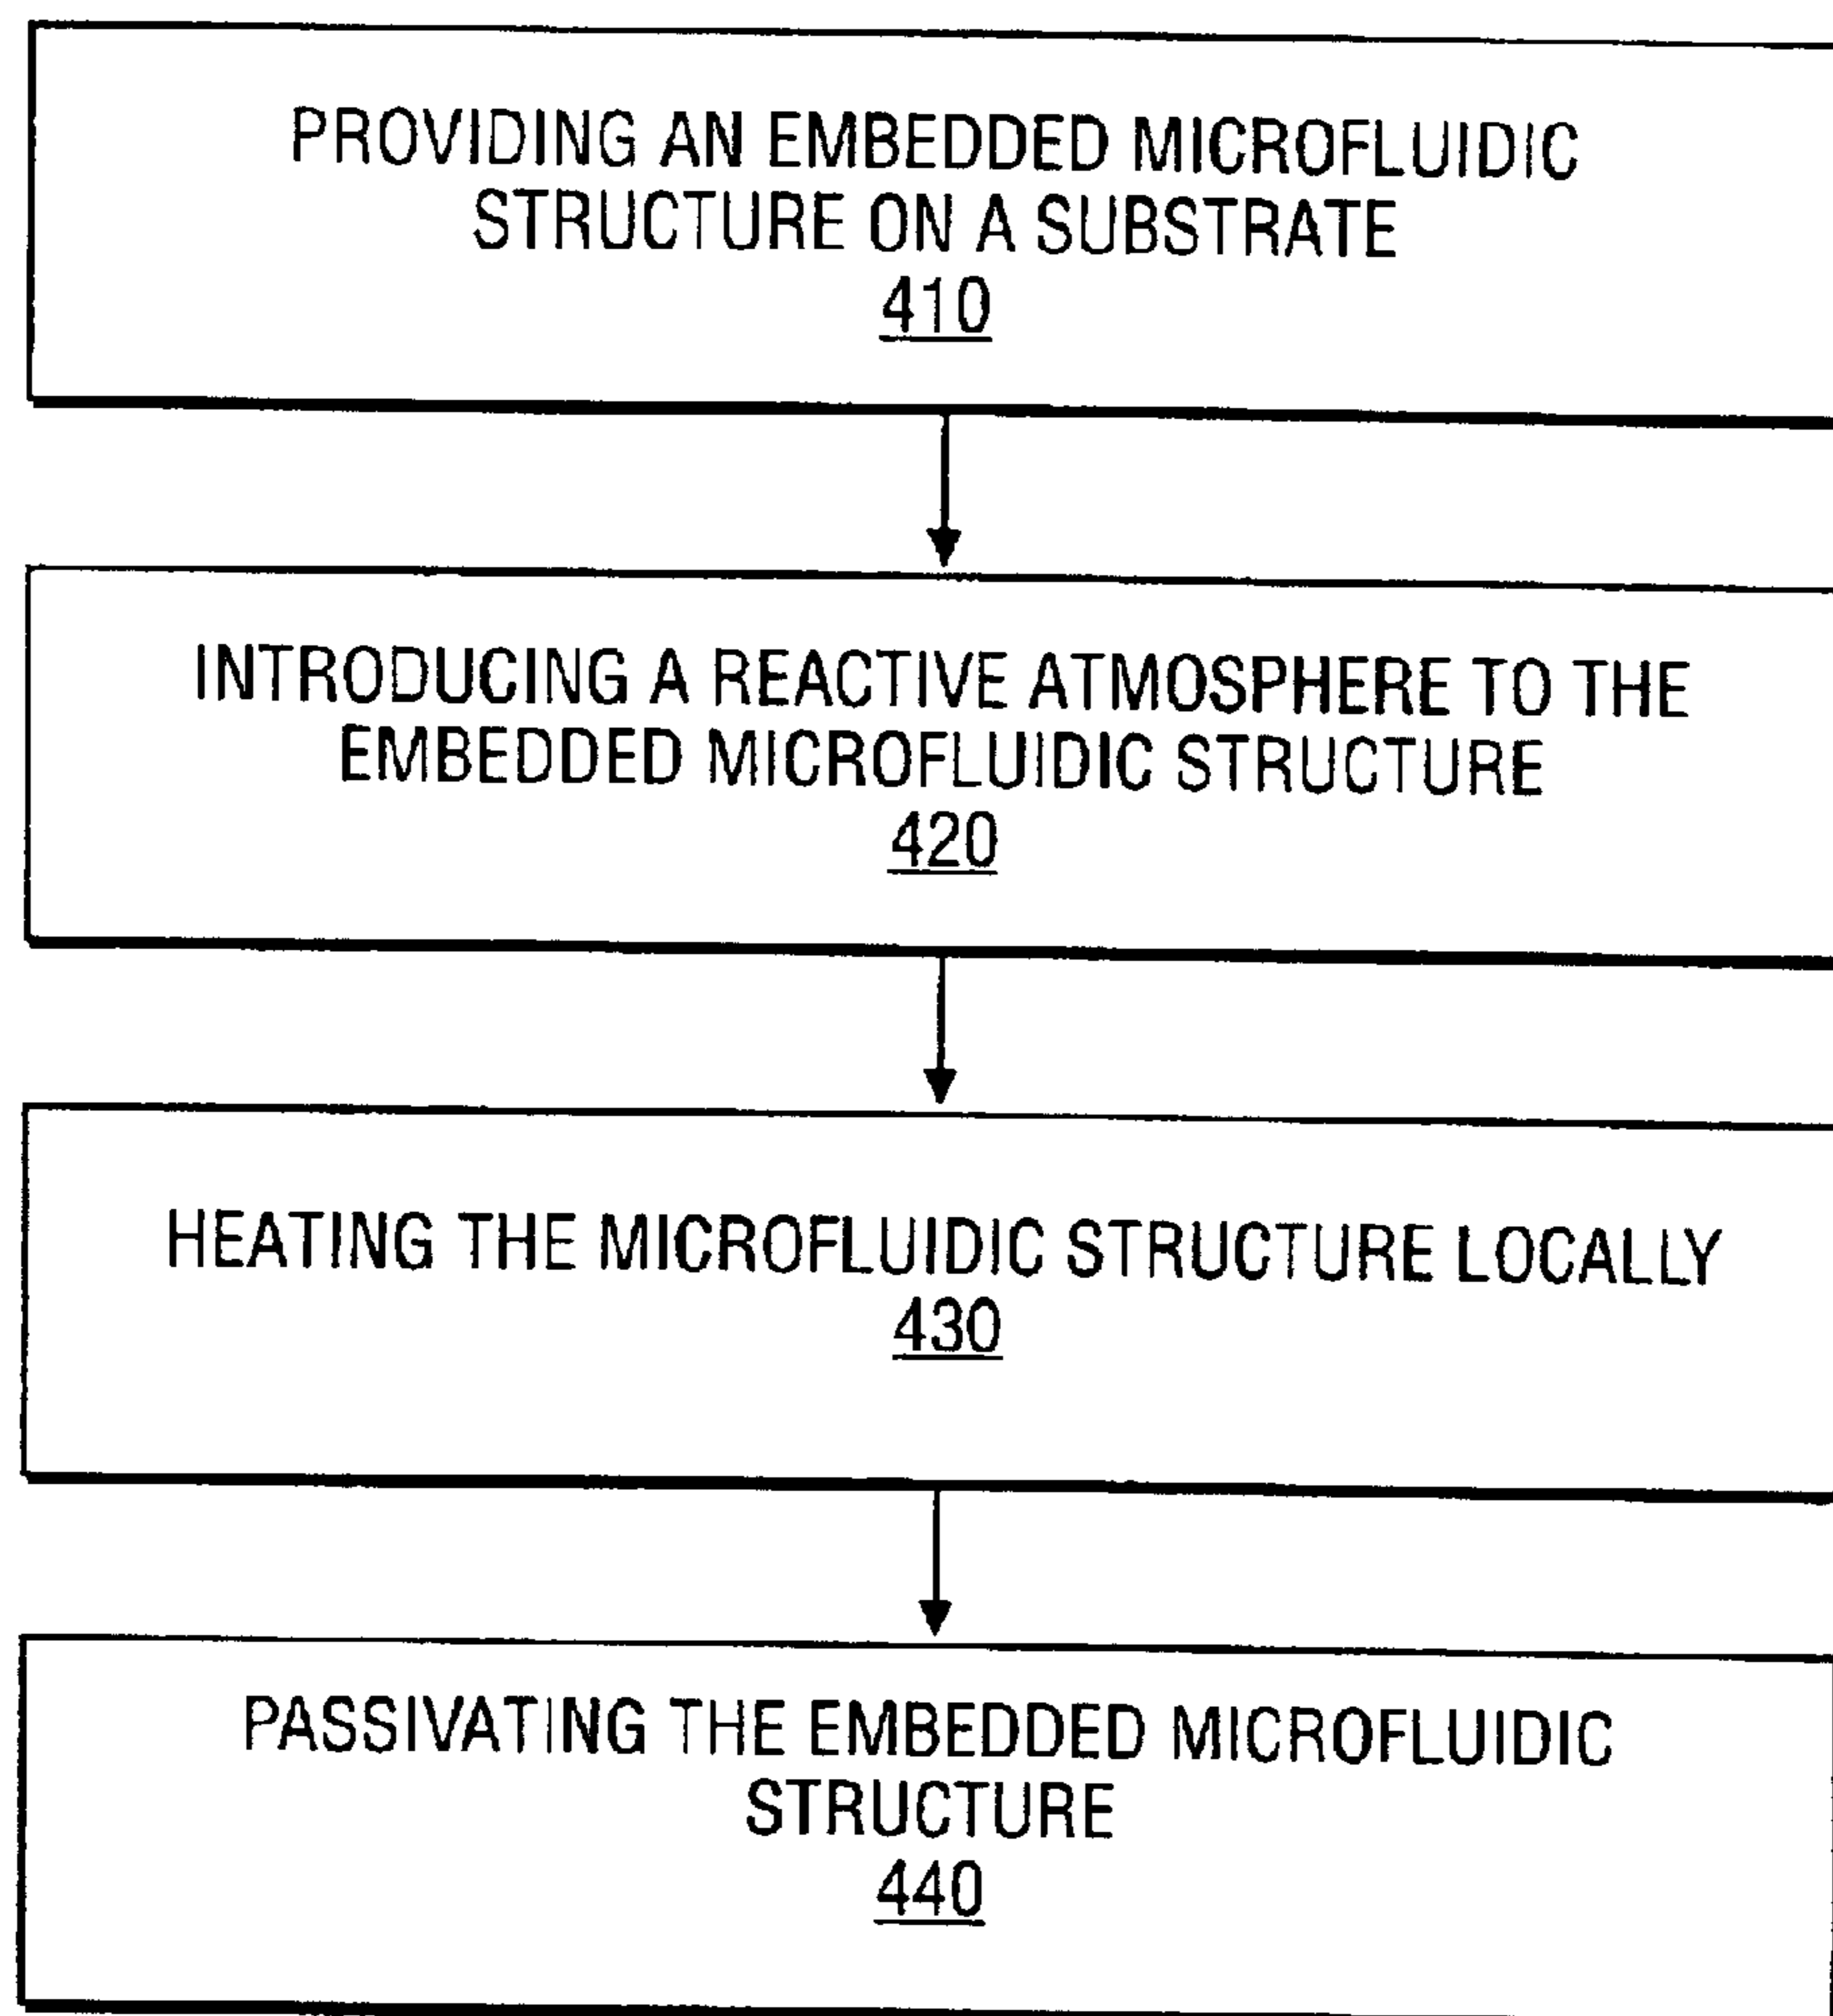 PROVIDING AN EMBEDDED MICROFLUIDIC
STRUCTURE ON A SUBSTRATE
410
INTRODUCING A REACTIVE ATMOSPHERE TO THE
EMBEDDED MICROFLUIDIC STRUCTURE
420
HEATING THE MICROFLUIDIC STRUCTURE LOCALLY
430
PASSIVATING THE EMBEDDED MICROFLUIDIC
STRUCTURE
440